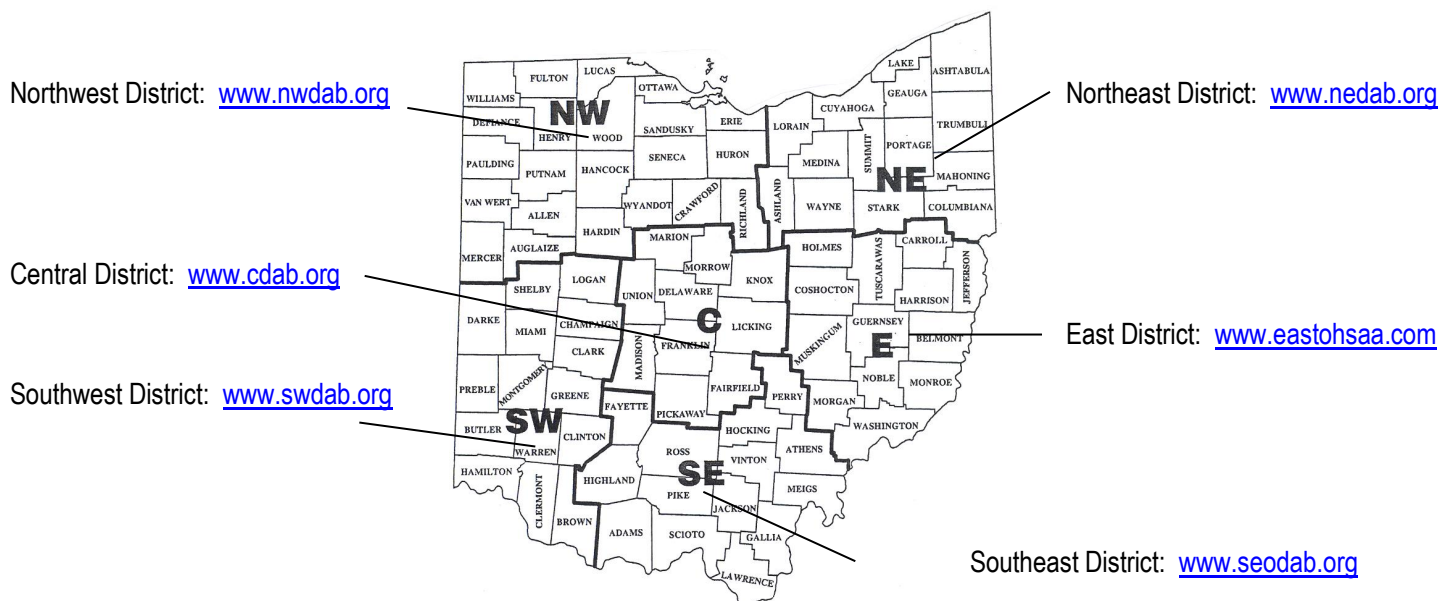 Northwest District: www.nwdab.org
Central District: www.cdab.org
Southwest District: www.swdab.org
Northeast District: www.nedab.org
East District: www.eastohsaa.com
Southeast District: www.seodab.org
WILLIAMS
FULTON
LUCAS
OTTAWA
LAKE
ASHTABULA
GEAUGA
CUYAHOGA
NW
DEFIANCE
HENRY
WOOD
SANDUSKY
ERIE
LORAIN
TRUMBULL
PAULDING
PUTNAM
HANCOCK
SENECA
HURON
MEDINA
SUMMIT
PORTAGE
NE
MAHONING
VAN WERT
ALLEN
WYANDOT
CRAWFORD
RICHLAND
ASHLAND
WAYNE
STARK
COLUMBIANA
MERCER
AUGLAIZE
HARDIN
MARION
MORROW
HOLMES
TUSCARAWAS
CARROLL
JEFFERSON
SHELBY
LOGAN
UNION
DELAWARE
KNOX
COSHOCTON
HARRISON
DARKE
MIAMI
CHAMPAIGN
C
LICKING
MUSKINGUM
GUERNSEY
E
BELMONT
CLARK
MADISON
FRANKLIN
PREBLE
MONTGOMERY
GREENE
FAYETTE
PICKAWAY
FAIRFIELD
PERRY
MORGAN
NOBLE
MONROE
WASHINGTON
BUTLER
SW
WARREN
CLINTON
ROSS
HOCKING
ATHENS
HAMILTON
CLERMONT
BROWN
HIGHLAND
SE
PIKE
VINTON
MEIGS
JACKSON
ADAMS
SCIOTO
GALLIA
LAWRENCE